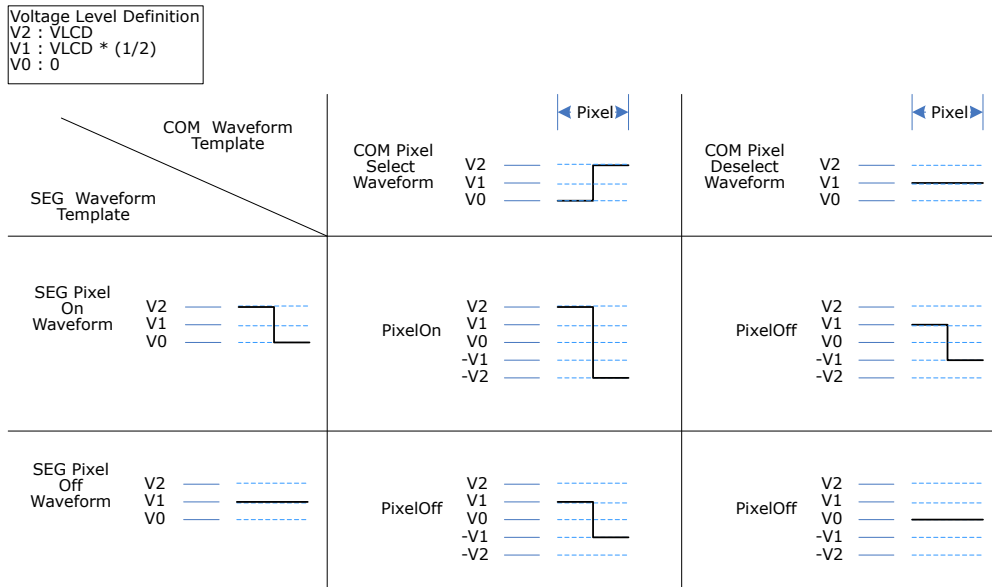 Voltage Level Definition
V2 : VLCD
V1 : VLCD * (1/2)
V0 : 0
COM Waveform
Template
SEG Waveform
Template
Pixel
COM Pixel
Select
Waveform
V2
V1
V0
Pixel
COM Pixel
Deselect
Waveform
V2
V1
V0
SEG Pixel
On
Waveform
V2
V1
V0
PixelOn
V2
V1
V0
-V1
-V2
PixelOff
V2
V1
V0
-V1
-V2
SEG Pixel
Off
Waveform
V2
V1
V0
PixelOff
V2
V1
V0
-V1
-V2
PixelOff
V2
V1
V0
-V1
-V2